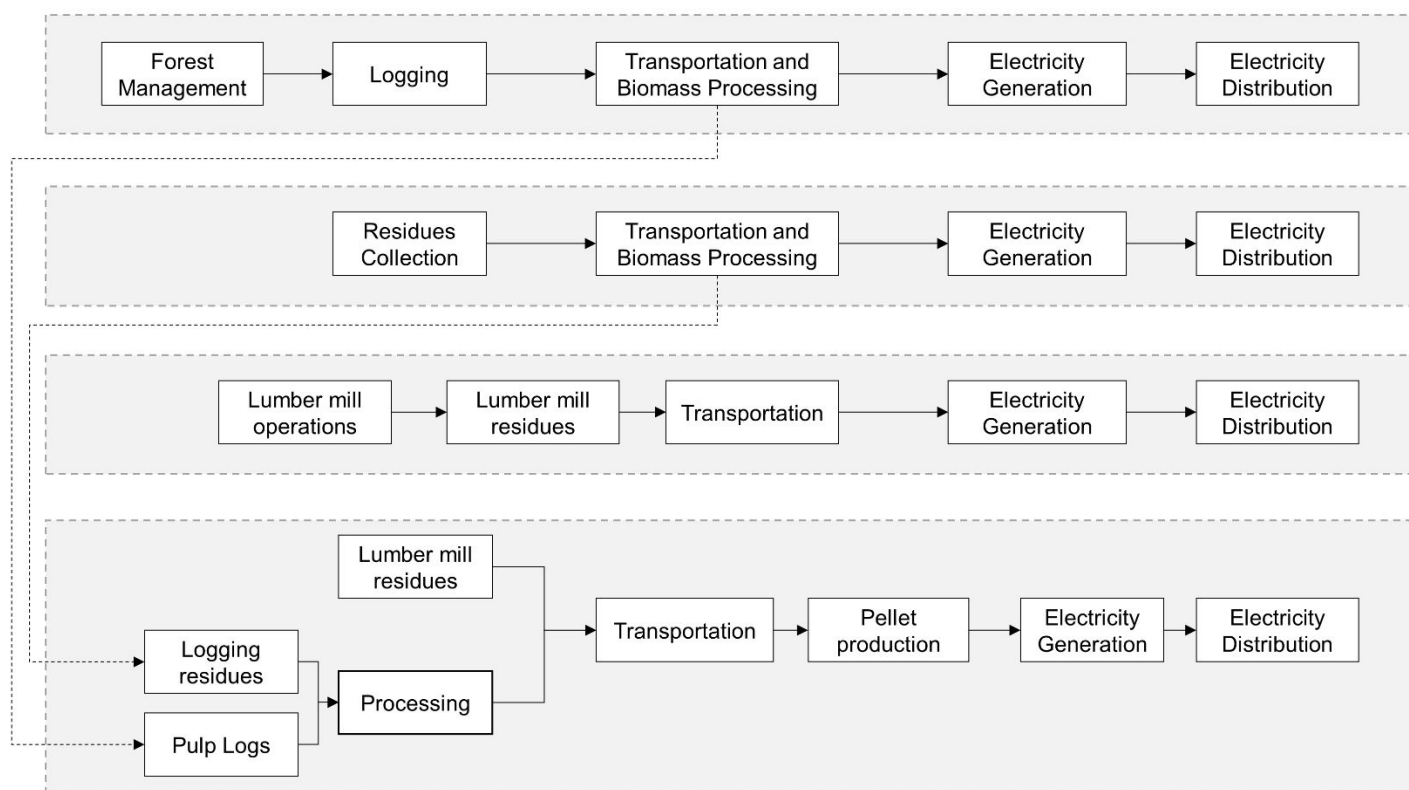 Forest
Management
Logging
Transportation and
Biomass Processing
Electricity
Generation
Electricity
Distribution
Residues
Collection
Transportation and
Biomass Processing
Electricity
Generation
Electricity
Distribution
Lumber mill
operations
Lumber mill
residues
Transportation
Electricity
Generation
Electricity
Distribution
Lumber mill
residues
Logging
residues
Pulp Logs
Processing
Transportation
Pellet
production
Electricity
Generation
Electricity
Distribution